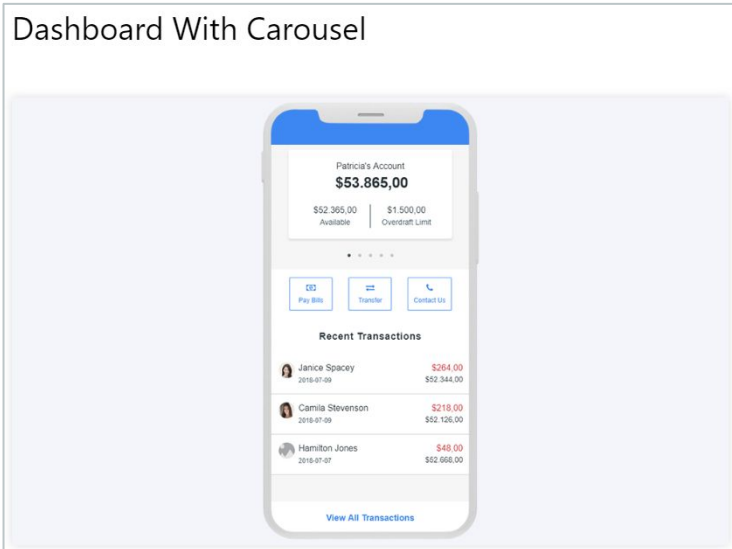 Dashboard With Carousel
Patricia's Account
$53.865,00
$52.365,00 $1.500,00
Available Overdraft Limit
Pay Bills Transfer Contact Us
Recent Transactions
Janice Spacey $264,00
2018-07-09 $52.344,00
Camila Stevenson $218,00
2018-07-09 $52.126,00
Hamilton Jones $48,00
2018-07-07 $52.668,00
View All Transactions